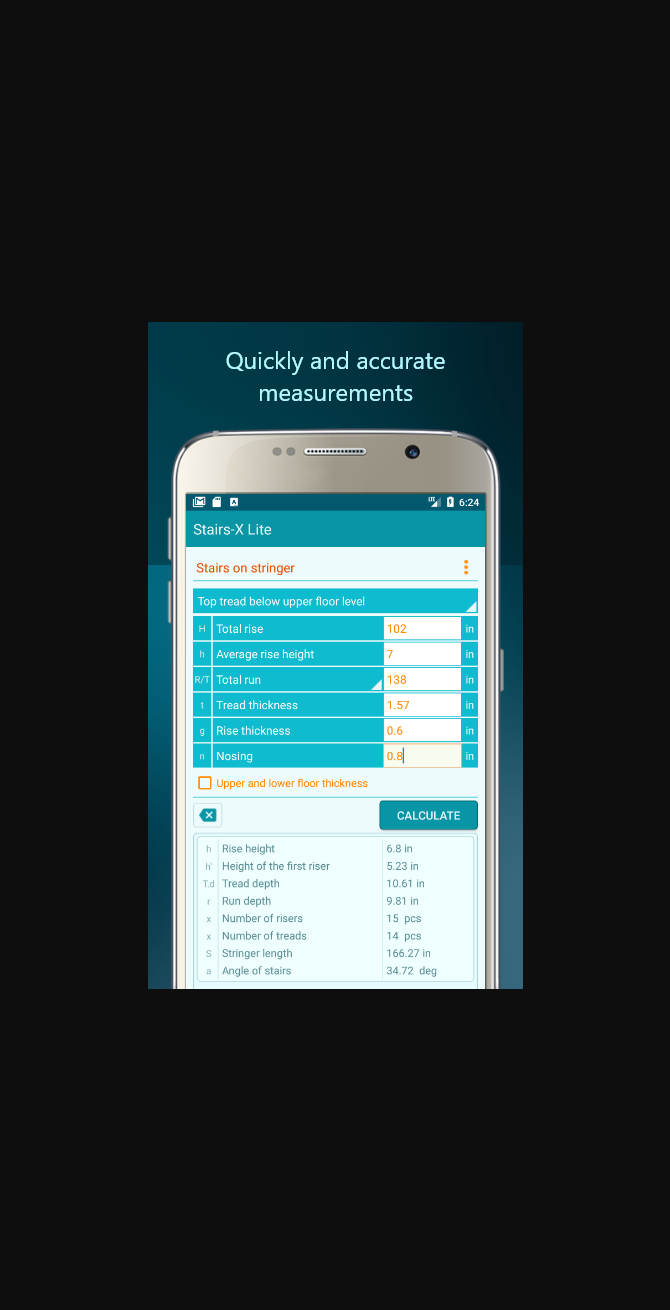 Quickly and accurate
measurements
LTE 6:24
Stairs-X Lite
Stairs on stringer
Top tread below upper floor level
H Total rise 102 in
h Average rise height 7 in
R/T Total run 138 in
t Tread thickness 1.57 in
g Rise thickness 0.6 in
n Nosing 0.8 in
Upper and lower floor thickness
CALCULATE
h Rise height 6.8 in
h' Height of the first riser 5.23 in
T.d Tread depth 10.61 in
r Run depth 9.81 in
x Number of risers 15 pcs
x Number of treads 14 pcs
S Stringer length 166.27 in
a Angle of stairs 34.72 deg